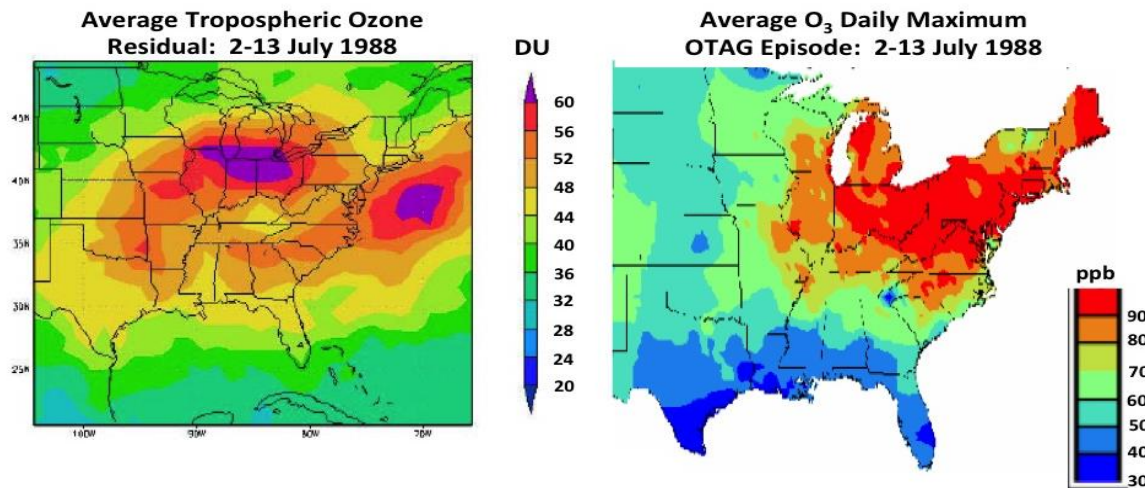 Average Tropospheric Ozone
Residual: 2-13 July 1988
DU
60
56
52
48
44
40
36
32
28
24
20
45N
40N
35N
30N
25N
100W
90W
80W
70W
Average O₃ Daily Maximum
OTAG Episode: 2-13 July 1988
ppb
90
80
70
60
50
40
30